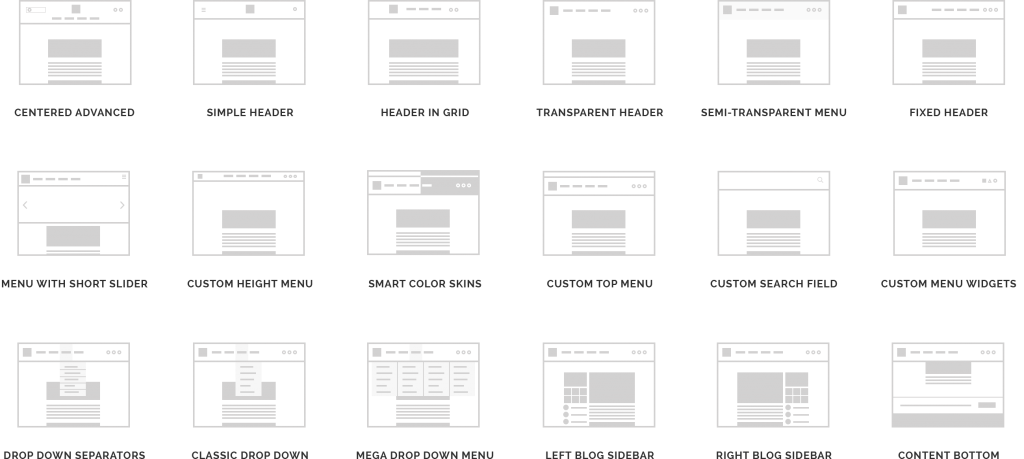 CENTERED ADVANCED
SIMPLE HEADER
HEADER IN GRID
TRANSPARENT HEADER
SEMI-TRANSPARENT MENU
FIXED HEADER
MENU WITH SHORT SLIDER
CUSTOM HEIGHT MENU
SMART COLOR SKINS
CUSTOM TOP MENU
CUSTOM SEARCH FIELD
CUSTOM MENU WIDGETS
DROP DOWN SEPARATORS
CLASSIC DROP DOWN
MEGA DROP DOWN MENU
LEFT BLOG SIDEBAR
RIGHT BLOG SIDEBAR
CONTENT BOTTOM